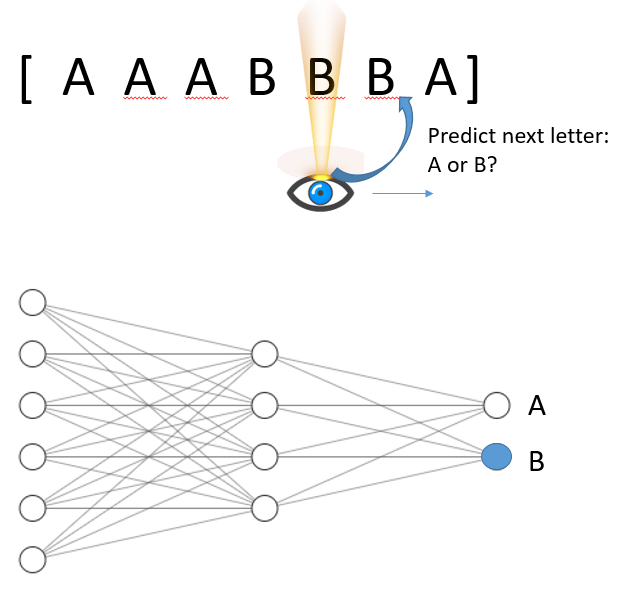 [ A A A B B B A ]
Predict next letter:
A or B?
A
B